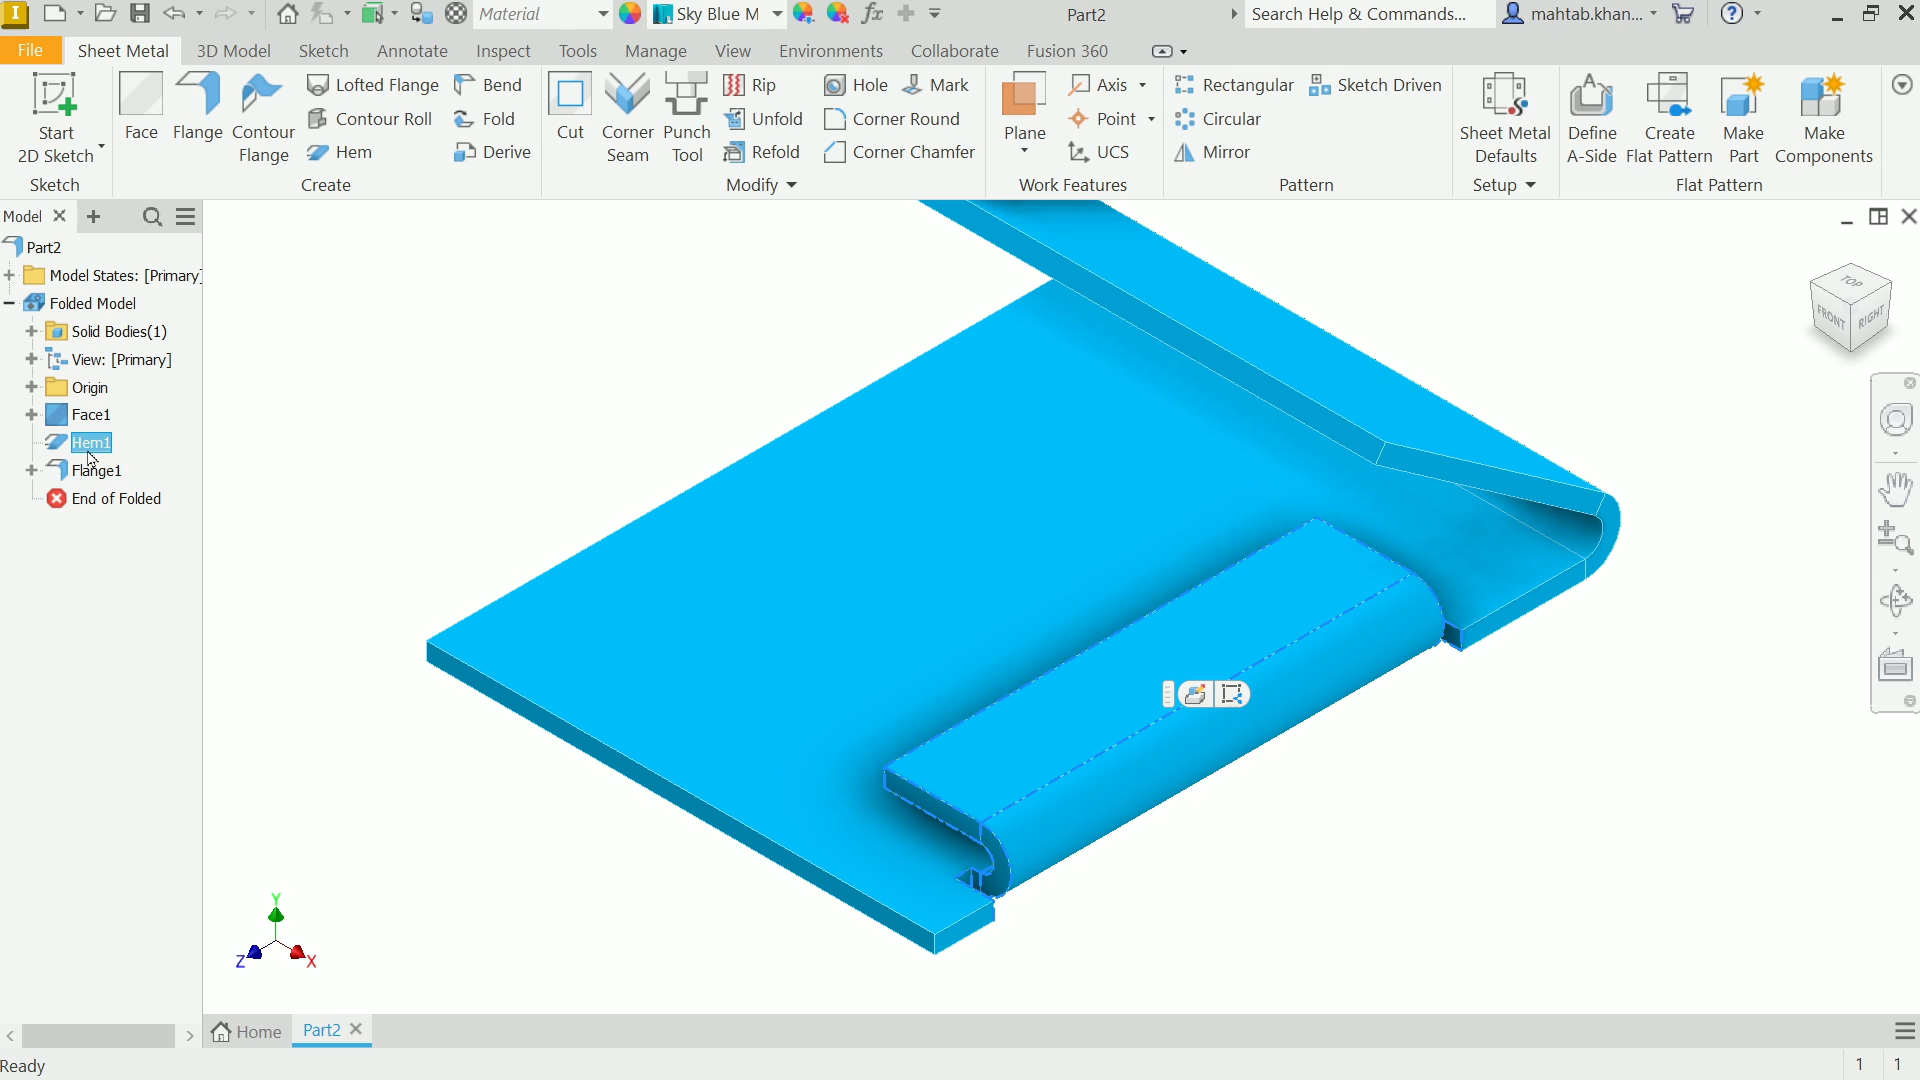 Material
Sky Blue M
Part2
Search Help & Commands...
mahtab.khan...
File
Sheet Metal
3D Model
Sketch
Annotate
Inspect
Tools
Manage
View
Environments
Collaborate
Fusion 360
Start
2D Sketch
Sketch
Face
Flange
Contour
Flange
Lofted Flange
Contour Roll
Hem
Bend
Fold
Derive
Create
Cut
Corner
Seam
Punch
Tool
Rip
Unfold
Refold
Hole
Mark
Corner Round
Corner Chamfer
Modify
Plane
Axis
Point
UCS
Work Features
Rectangular
Sketch Driven
Circular
Mirror
Pattern
Sheet Metal
Defaults
Setup
Define
A-Side
Create
Flat Pattern
Make
Part
Make
Components
Flat Pattern
Model
Part2
Model States: [Primary]
Folded Model
Solid Bodies(1)
View: [Primary]
Origin
Face1
Hem1
Flange1
End of Folded
TOP
FRONT
RIGHT
Y
Z
X
Home
Part2
Ready
1
1